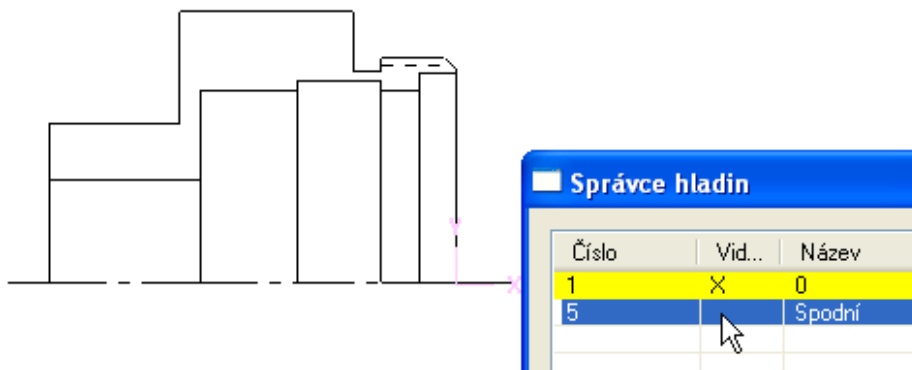 Správce hladin
Číslo Vid... Název
1 X 0
5 Spodní
Y
X